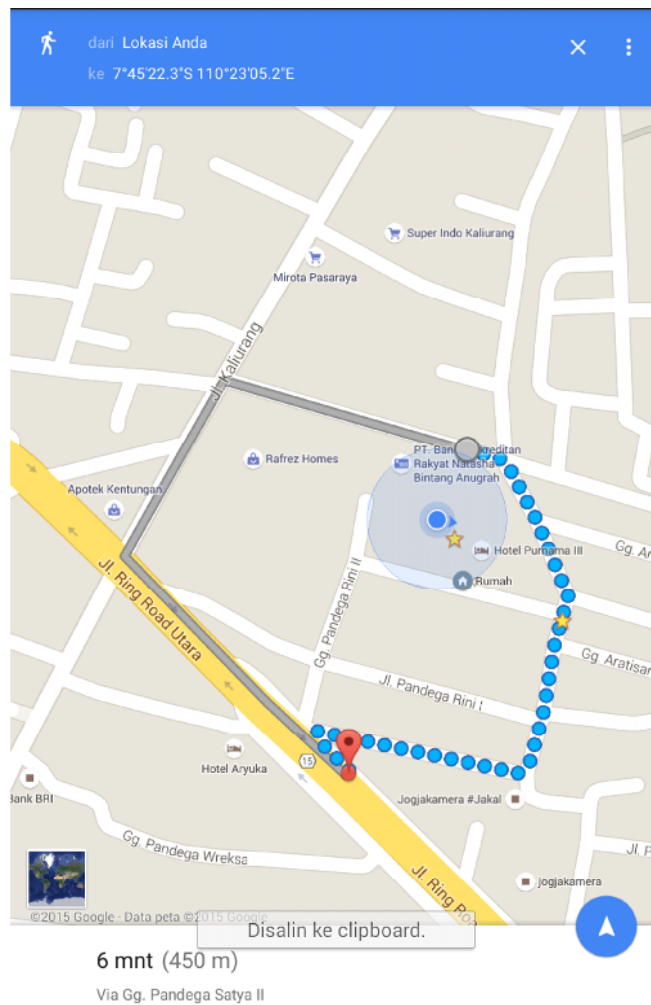 dari Lokasi Anda
ke 7°45'22.3"S 110°23'05.2"E
Super Indo Kaliurang
Mirota Pasaraya
Jl. Kaliurang
PT. Ban
kreditan
Rakyat Natasha
Bintang Anugrah
Rafrez Homes
Apotek Kentungan
Hotel Purnama III
Gg. Ar
Rumah
Jl. Ring Road Utara
Gg. Pandega Rini II
Gg. Aratisan
Jl. Pandega Rini I
Hotel Aryuka
15
Bank BRI
Jogjakamera #Jakal
Gg. Pandega Wreksa
Jl. P
jogjakamera
Jl. Ring Roa
©2015 Google - Data peta ©2015 Google
Disalin ke clipboard.
6 mnt (450 m)
Via Gg. Pandega Satya II